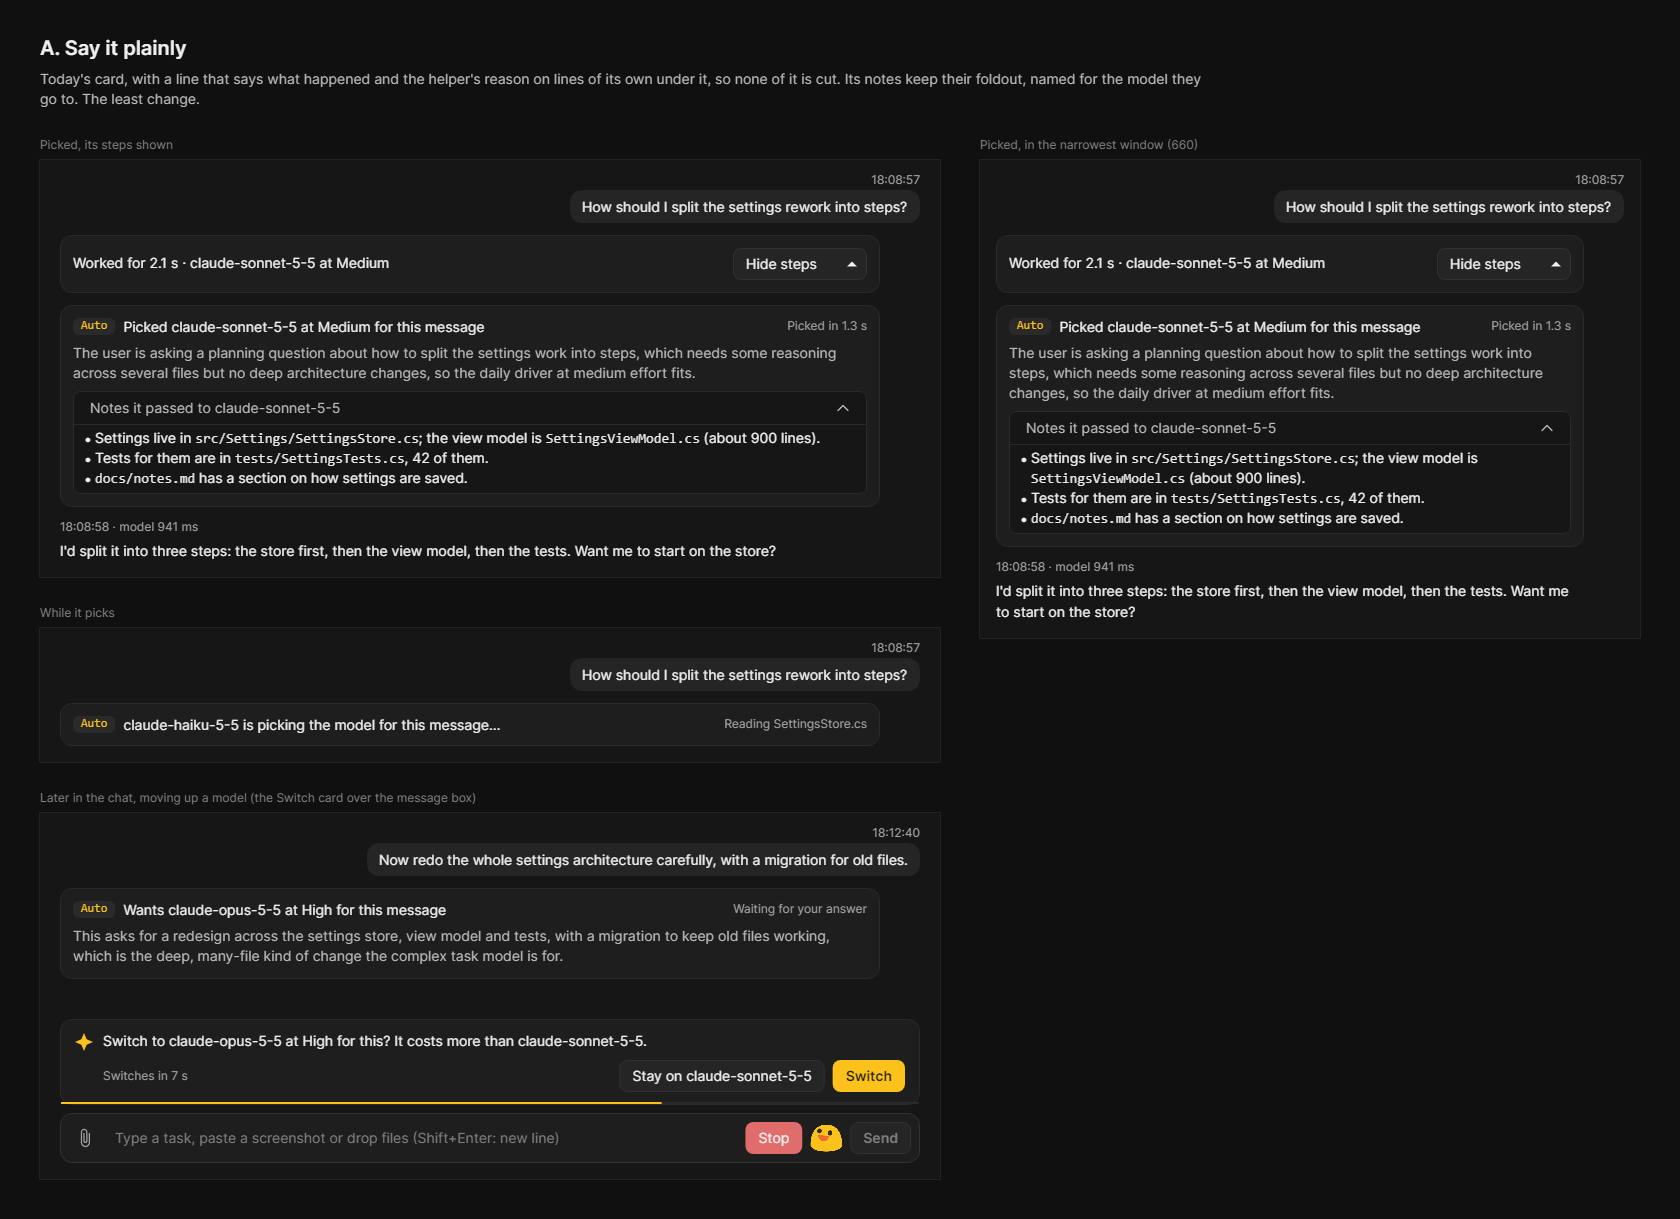 A. Say it plainly
Today's card, with a line that says what happened and the helper's reason on lines of its own under it, so none of it is cut. Its notes keep their foldout, named for the model they
go to. The least change.
Picked, its steps shown
18:08:57
How should I split the settings rework into steps?
Worked for 2.1 s · claude-sonnet-5-5 at Medium
Hide steps
Auto Picked claude-sonnet-5-5 at Medium for this message
Picked in 1.3 s
The user is asking a planning question about how to split the settings work into steps, which needs some reasoning
across several files but no deep architecture changes, so the daily driver at medium effort fits.
Notes it passed to claude-sonnet-5-5
• Settings live in src/Settings/SettingsStore.cs; the view model is SettingsViewModel.cs (about 900 lines).
• Tests for them are in tests/SettingsTests.cs, 42 of them.
• docs/notes.md has a section on how settings are saved.
18:08:58 · model 941 ms
I'd split it into three steps: the store first, then the view model, then the tests. Want me to start on the store?
Picked, in the narrowest window (660)
18:08:57
How should I split the settings rework into steps?
Worked for 2.1 s · claude-sonnet-5-5 at Medium
Hide steps
Auto Picked claude-sonnet-5-5 at Medium for this message
Picked in 1.3 s
The user is asking a planning question about how to split the settings work into
steps, which needs some reasoning across several files but no deep architecture
changes, so the daily driver at medium effort fits.
Notes it passed to claude-sonnet-5-5
• Settings live in src/Settings/SettingsStore.cs; the view model is
SettingsViewModel.cs (about 900 lines).
• Tests for them are in tests/SettingsTests.cs, 42 of them.
• docs/notes.md has a section on how settings are saved.
18:08:58 · model 941 ms
I'd split it into three steps: the store first, then the view model, then the tests. Want me
to start on the store?
While it picks
18:08:57
How should I split the settings rework into steps?
Auto claude-haiku-5-5 is picking the model for this message...
Reading SettingsStore.cs
Later in the chat, moving up a model (the Switch card over the message box)
18:12:40
Now redo the whole settings architecture carefully, with a migration for old files.
Auto Wants claude-opus-5-5 at High for this message
Waiting for your answer
This asks for a redesign across the settings store, view model and tests, with a migration to keep old files working,
which is the deep, many-file kind of change the complex task model is for.
Switch to claude-opus-5-5 at High for this? It costs more than claude-sonnet-5-5.
Switches in 7 s
Stay on claude-sonnet-5-5
Switch
Type a task, paste a screenshot or drop files (Shift+Enter: new line)
Stop
Send